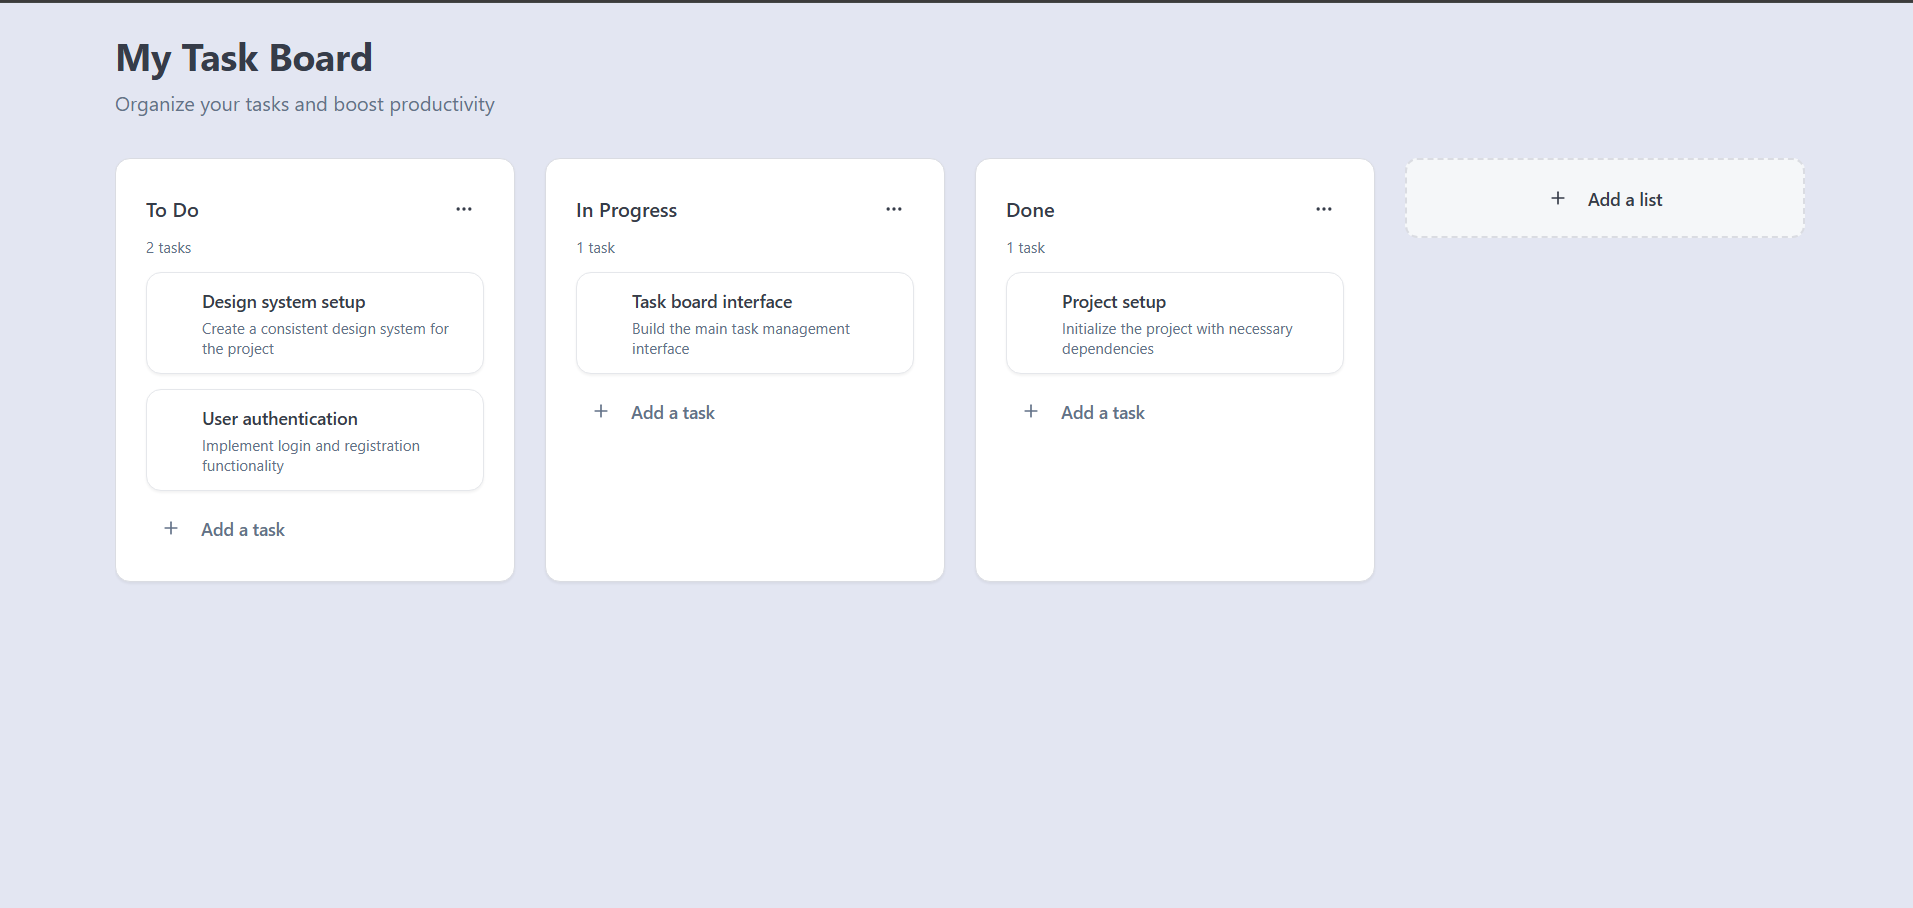 My Task Board
Organize your tasks and boost productivity
To Do
2 tasks
Design system setup
Create a consistent design system for
the project
User authentication
Implement login and registration
functionality
Add a task
In Progress
1 task
Task board interface
Build the main task management
interface
Add a task
Done
1 task
Project setup
Initialize the project with necessary
dependencies
Add a task
Add a list